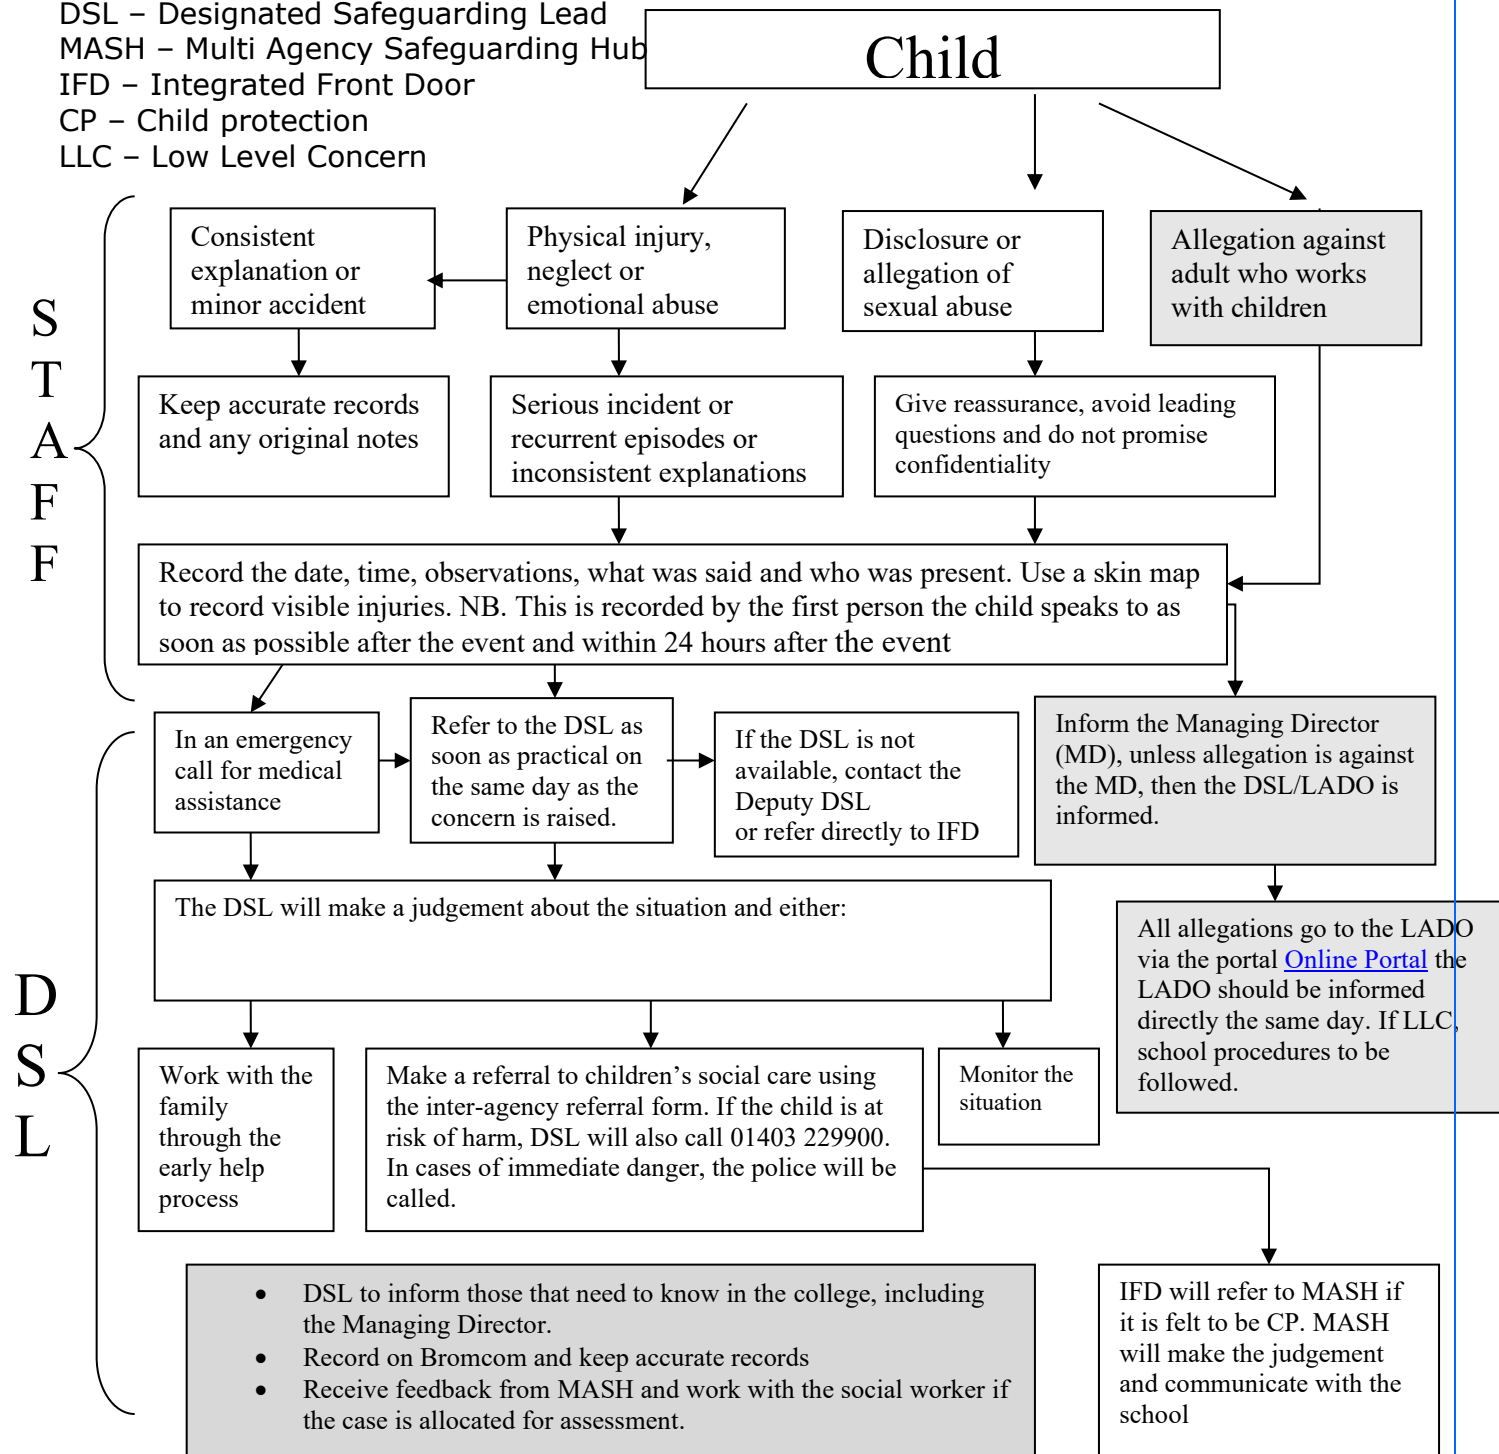 DSL – Designated Safeguarding Lead
MASH – Multi Agency Safeguarding Hub
IFD – Integrated Front Door
CP – Child protection
LLC – Low Level Concern
Child
S
T
A
F
F
Consistent
explanation or
minor accident
Physical injury,
neglect or
emotional abuse
Disclosure or
allegation of
sexual abuse
Allegation against
adult who works
with children
Keep accurate records
and any original notes
Serious incident or
recurrent episodes or
inconsistent explanations
Give reassurance, avoid leading
questions and do not promise
confidentiality
Record the date, time, observations, what was said and who was present. Use a skin map
to record visible injuries. NB. This is recorded by the first person the child speaks to as
soon as possible after the event and within 24 hours after the event
D
S
L
In an emergency
call for medical
assistance
Refer to the DSL as
soon as practical on
the same day as the
concern is raised.
If the DSL is not
available, contact the
Deputy DSL
or refer directly to IFD
Inform the Managing Director
(MD), unless allegation is against
the MD, then the DSL/LADO is
informed.
The DSL will make a judgement about the situation and either:
All allegations go to the LADO
via the portal Online Portal the
LADO should be informed
directly the same day. If LLC,
school procedures to be
followed.
Work with the
family
through the
early help
process
Make a referral to children’s social care using
the inter-agency referral form. If the child is at
risk of harm, DSL will also call 01403 229900.
In cases of immediate danger, the police will be
called.
Monitor the
situation
• DSL to inform those that need to know in the college, including
the Managing Director.
• Record on Bromcom and keep accurate records
• Receive feedback from MASH and work with the social worker if
the case is allocated for assessment.
IFD will refer to MASH if
it is felt to be CP. MASH
will make the judgement
and communicate with the
school